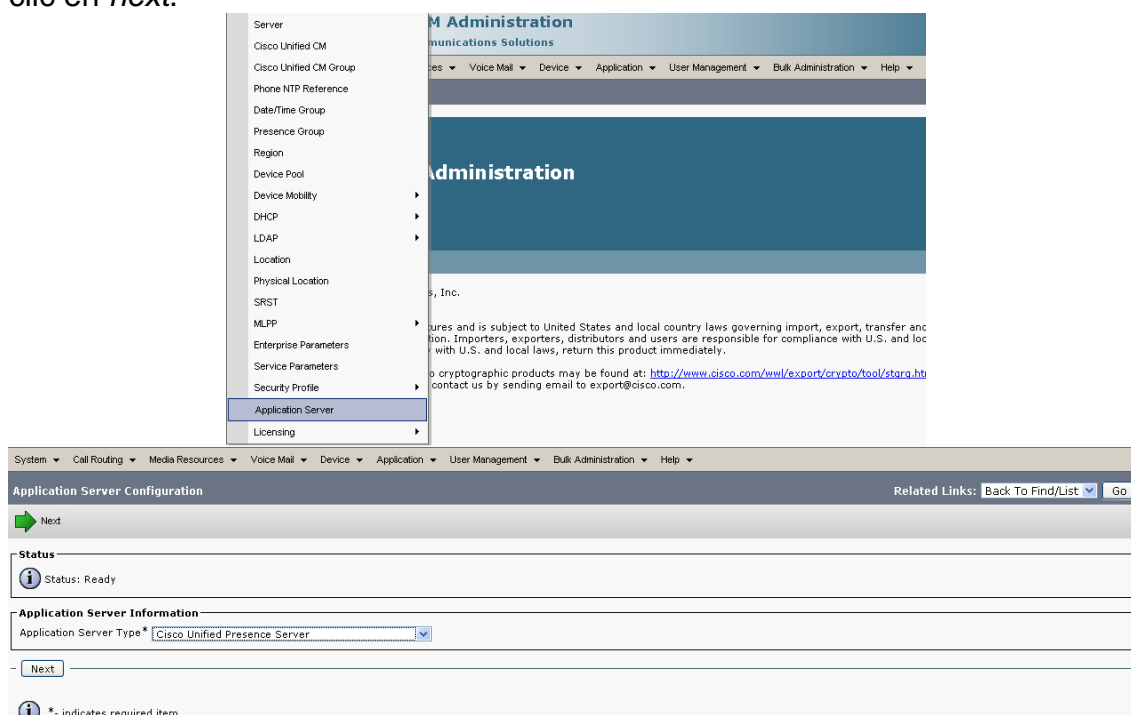 clic en next.
Server
Cisco Unified CM
Cisco Unified CM Group
Phone NTP Reference
Date/Time Group
Presence Group
Region
Device Pool
Device Mobility
DHCP
LDAP
Location
Physical Location
SRST
MLPP
Enterprise Parameters
Service Parameters
Security Profile
Application Server
Licensing
M Administration
munications Solutions
ces Voice Mail Device Application User Management Bulk Administration Help
Administration
s, Inc.
tures and is subject to United States and local country laws governing import, export, transfer and
tion. Importers, exporters, distributors and users are responsible for compliance with U.S. and loc
with U.S. and local laws, return this product immediately.
o cryptographic products may be found at: http://www.cisco.com/wwl/export/crypto/tool/stqrg.ht
contact us by sending email to export@cisco.com.
System Call Routing Media Resources Voice Mail Device Application User Management Bulk Administration Help
Application Server Configuration Related Links: Back To Find/List Go
Next
Status
Status: Ready
Application Server Information
Application Server Type* Cisco Unified Presence Server
Next
*- indicates required item